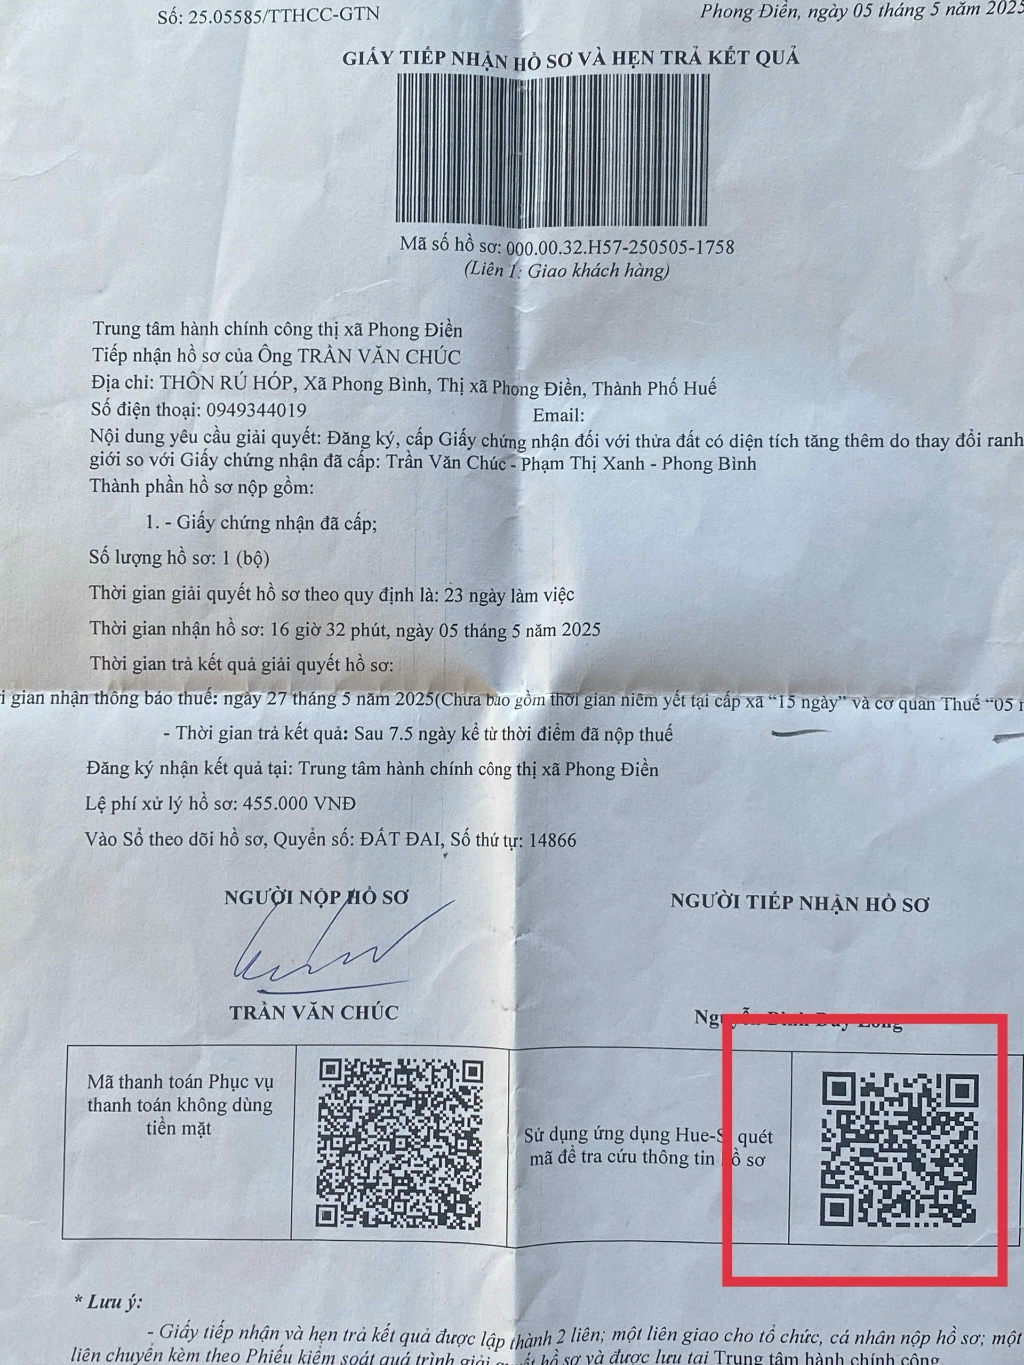 Số: 25.05585/TTHCC-GTN
Phong Điền, ngày 05 tháng 5 năm 2025
GIẤY TIẾP NHẬN HỒ SƠ VÀ HẸN TRẢ KẾT QUẢ
Mã số hồ sơ: 000.00.32.H57-250505-1758
(Liên 1: Giao khách hàng)
Trung tâm hành chính công thị xã Phong Điền
Tiếp nhận hồ sơ của Ông TRẦN VĂN CHÚC
Địa chỉ: THÔN RÚ HÓP, Xã Phong Bình, Thị xã Phong Điền, Thành Phố Huế
Số điện thoại: 0949344019 Email:
Nội dung yêu cầu giải quyết: Đăng ký, cấp Giấy chứng nhận đối với thửa đất có diện tích tăng thêm do thay đổi ranh
giới so với Giấy chứng nhận đã cấp: Trần Văn Chúc - Phạm Thị Xanh - Phong Bình
Thành phần hồ sơ nộp gồm:
1. - Giấy chứng nhận đã cấp;
Số lượng hồ sơ: 1 (bộ)
Thời gian giải quyết hồ sơ theo quy định là: 23 ngày làm việc
Thời gian nhận hồ sơ: 16 giờ 32 phút, ngày 05 tháng 5 năm 2025
Thời gian trả kết quả giải quyết hồ sơ:
i gian nhận thông báo thuế: ngày 27 tháng 5 năm 2025(Chưa bao gồm thời gian niêm yết tại cấp xã “15 ngày” và cơ quan Thuế “05
- Thời gian trả kết quả: Sau 7.5 ngày kể từ thời điểm đã nộp thuế
Đăng ký nhận kết quả tại: Trung tâm hành chính công thị xã Phong Điền
Lệ phí xử lý hồ sơ: 455.000 VNĐ
Vào Sổ theo dõi hồ sơ, Quyển số: ĐẤT ĐAI, Số thứ tự: 14866
NGƯỜI NỘP HỒ SƠ
NGƯỜI TIẾP NHẬN HỒ SƠ
TRẦN VĂN CHÚC
Nguyễn Đình Duy Long
Mã thanh toán Phục vụ
thanh toán không dùng
tiền mặt
Sử dụng ứng dụng Hue-S quét
mã để tra cứu thông tin hồ sơ
* Lưu ý:
- Giấy tiếp nhận và hẹn trả kết quả được lập thành 2 liên; một liên giao cho tổ chức, cá nhân nộp hồ sơ; một
liên chuyển kèm theo Phiếu kiểm soát quá trình giải quyết hồ sơ và được lưu tại Trung tâm hành chính công